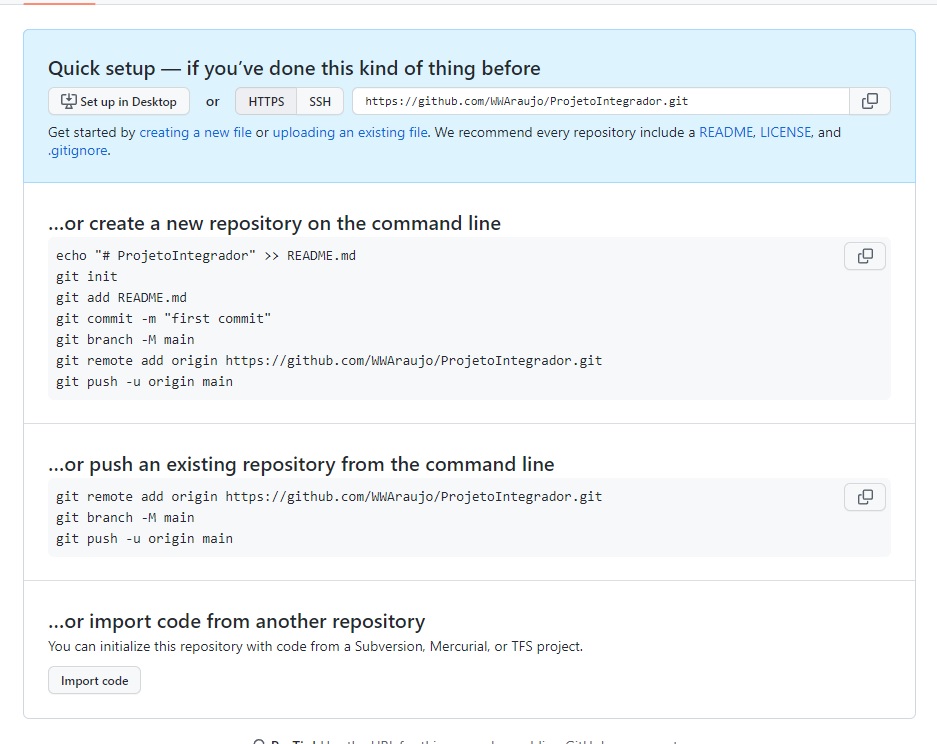 Quick setup — if you've done this kind of thing before
Set up in Desktop or HTTPS SSH https://github.com/WWAraujo/ProjetoIntegrador.git
Get started by creating a new file or uploading an existing file. We recommend every repository include a README, LICENSE, and
.gitignore.
…or create a new repository on the command line
echo "# ProjetoIntegrador" >> README.md
git init
git add README.md
git commit -m "first commit"
git branch -M main
git remote add origin https://github.com/WWAraujo/ProjetoIntegrador.git
git push -u origin main
…or push an existing repository from the command line
git remote add origin https://github.com/WWAraujo/ProjetoIntegrador.git
git branch -M main
git push -u origin main
…or import code from another repository
You can initialize this repository with code from a Subversion, Mercurial, or TFS project.
Import code